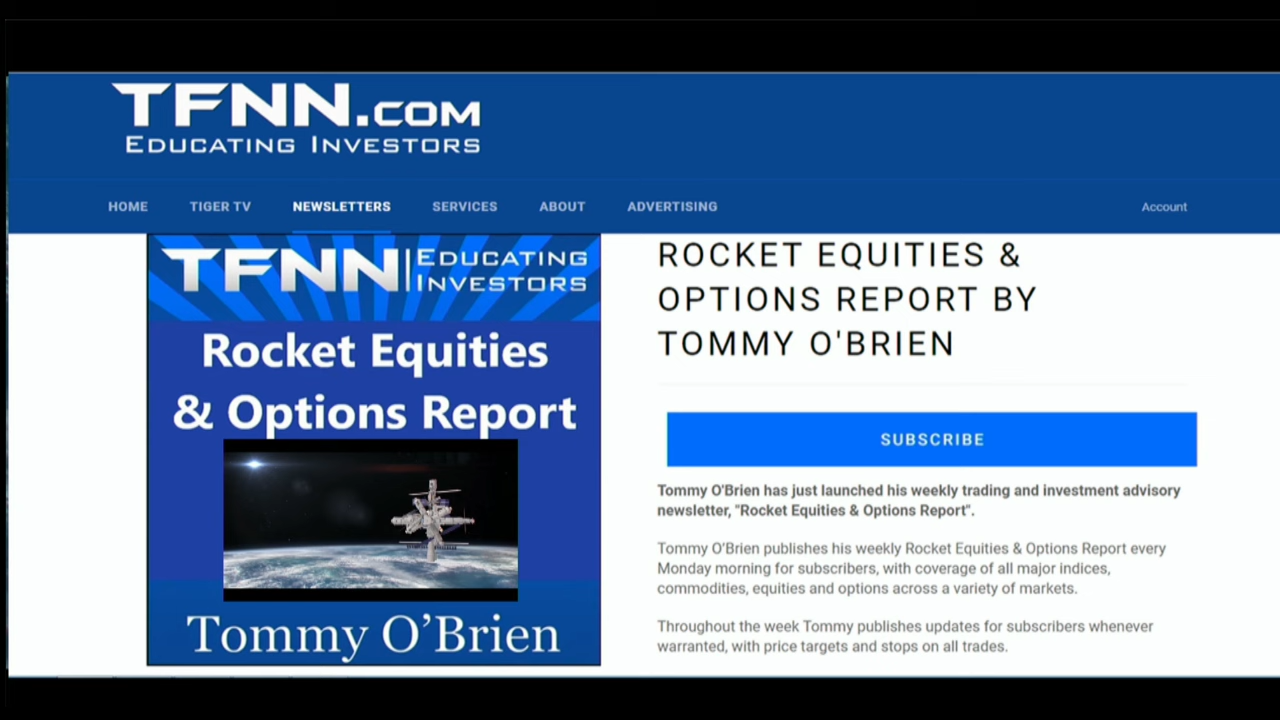 TFNN.COM
EDUCATING INVESTORS
HOME TIGER TV NEWSLETTERS SERVICES ABOUT ADVERTISING Account
TFNN EDUCATING
INVESTORS
Rocket Equities
& Options Report
Tommy O’Brien
ROCKET EQUITIES &
OPTIONS REPORT BY
TOMMY O'BRIEN
SUBSCRIBE
Tommy O'Brien has just launched his weekly trading and investment advisory
newsletter, "Rocket Equities & Options Report".
Tommy O’Brien publishes his weekly Rocket Equities & Options Report every
Monday morning for subscribers, with coverage of all major indices,
commodities, equities and options across a variety of markets.
Throughout the week Tommy publishes updates for subscribers whenever
warranted, with price targets and stops on all trades.